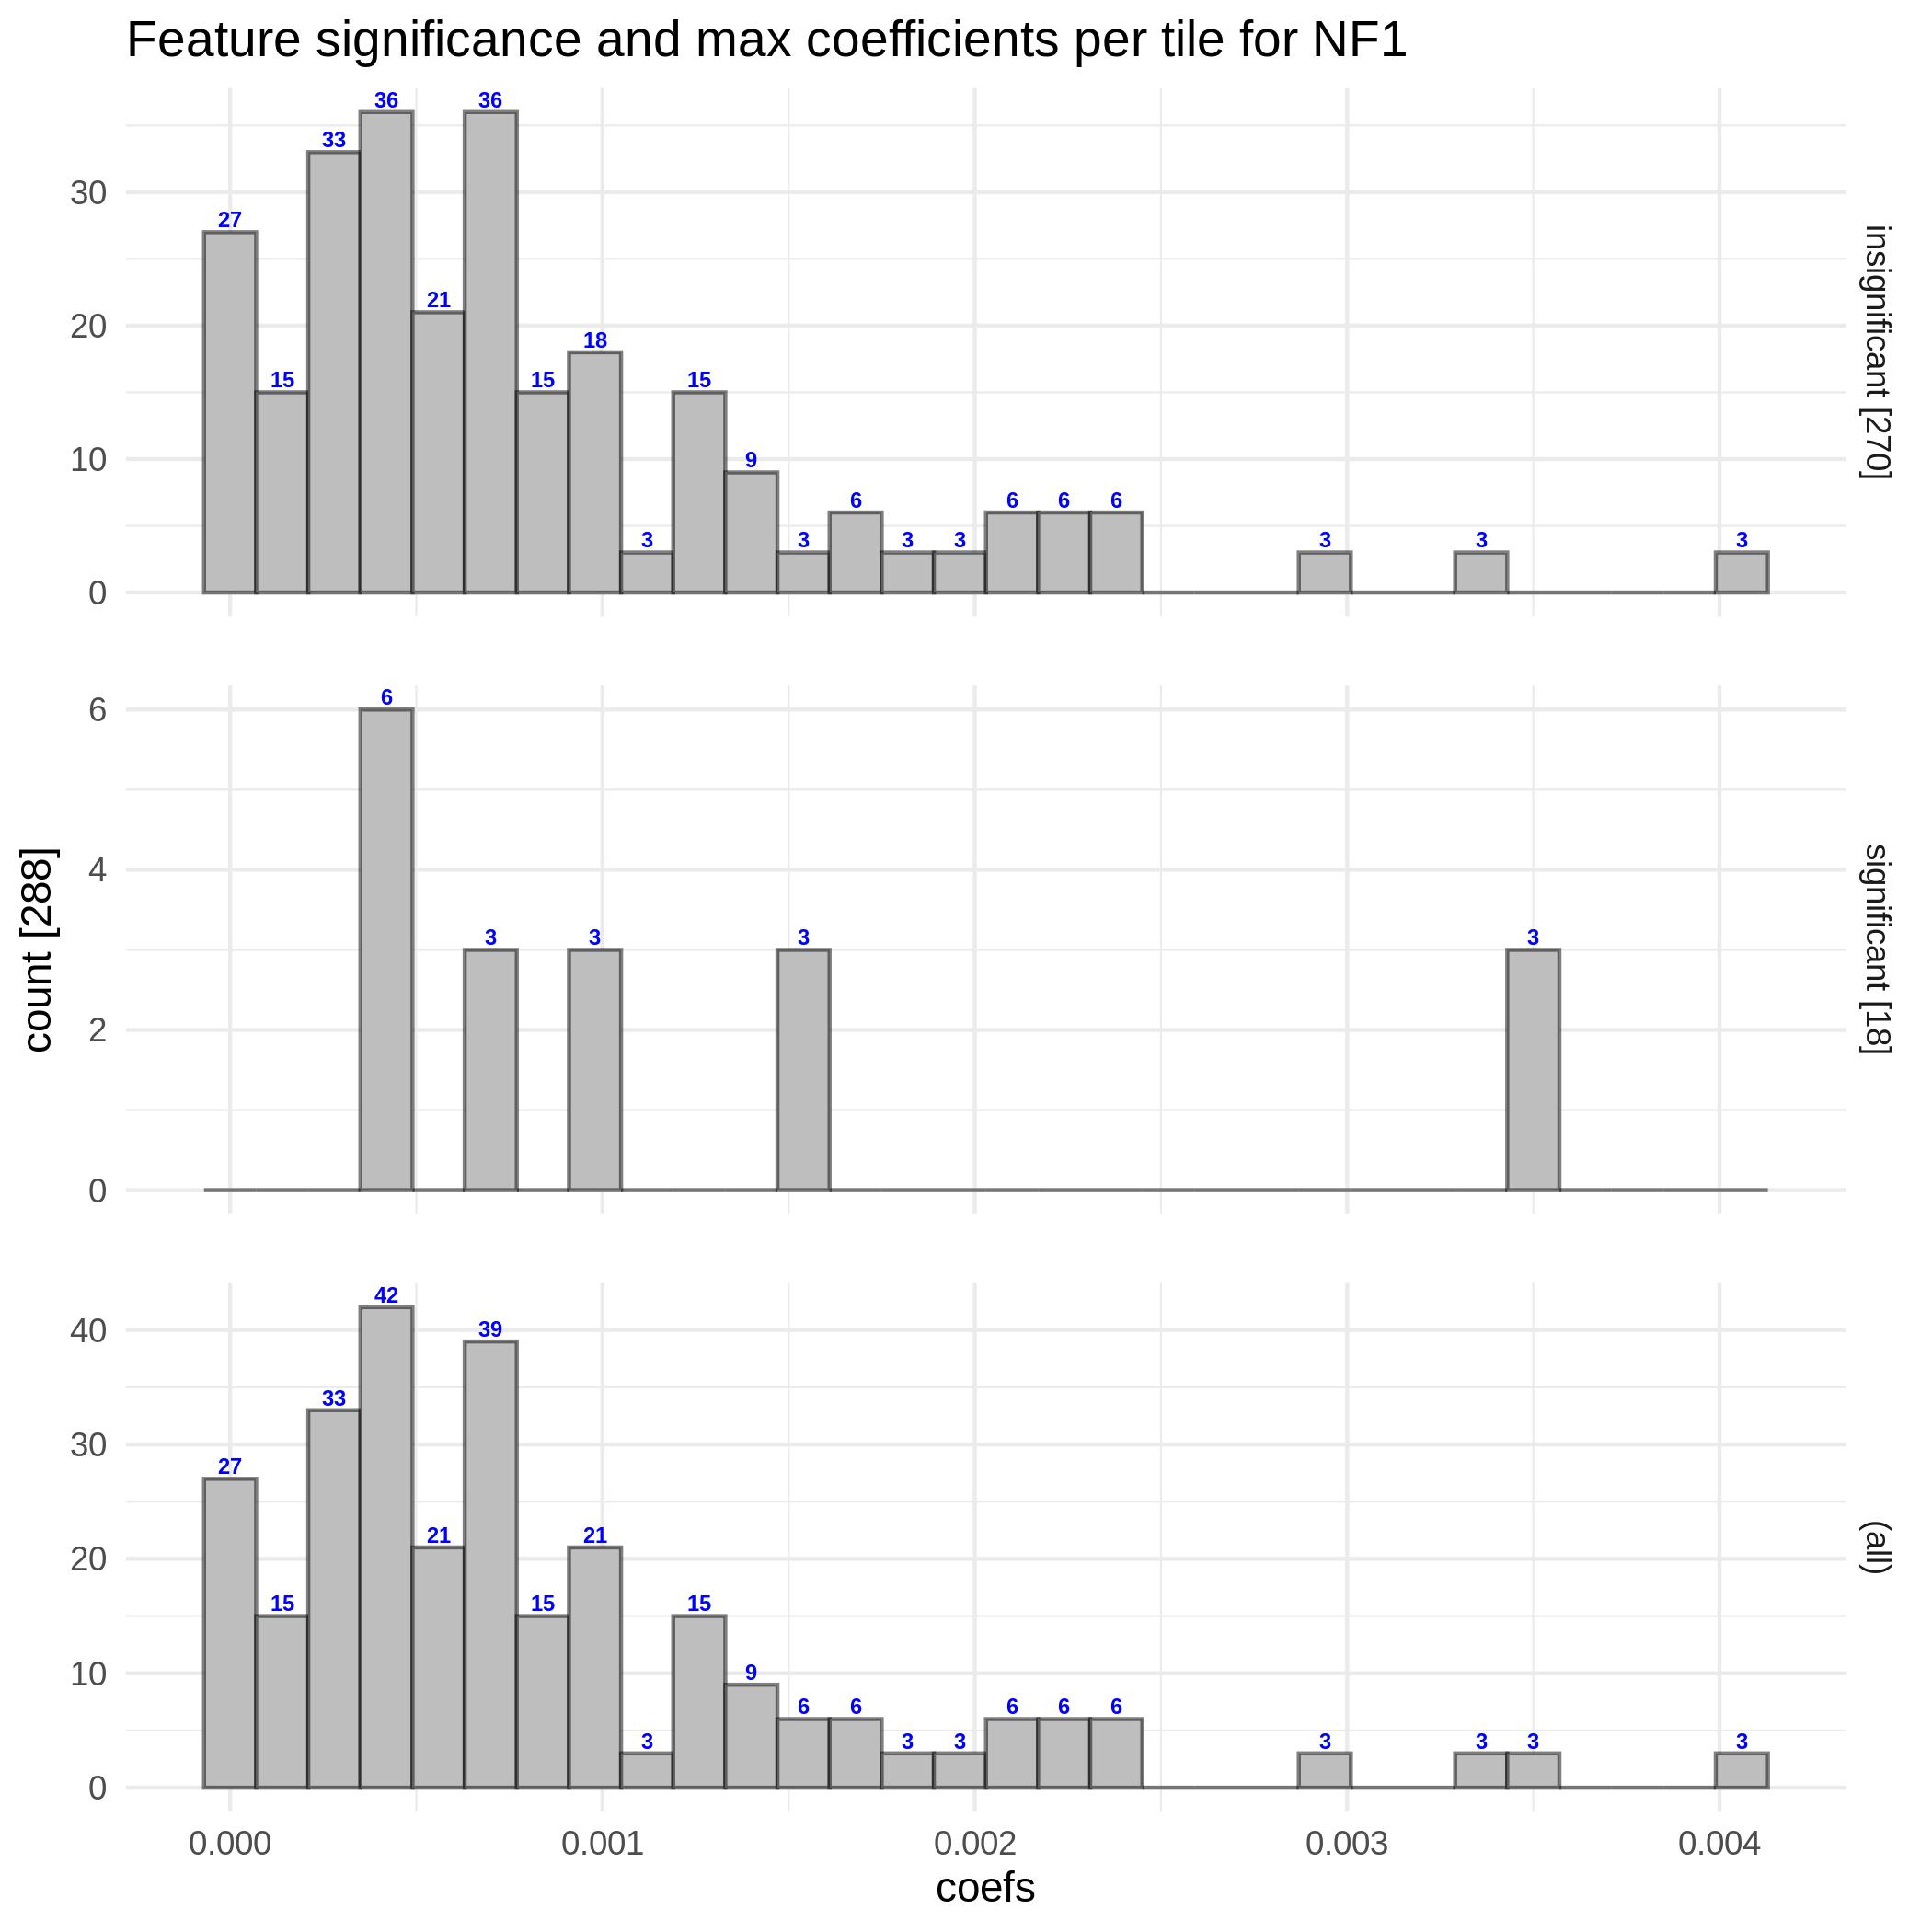 Feature significance and max coefficients per tile for NF1
36 36
33
30
27
21
20
18
15 15 15
10
9
6 6 6 6
3 3 3 3 3 3 3
0
insignificant [270]
6
6
4
3 3 3 3
2
0
significant [18]
count [288]
42
40
39
33
30
27
21 21
20
15 15 15
10
9
6 6 6 6 6
3 3 3 3 3 3 3
0
(all)
0.000 0.001 0.002 0.003 0.004
coefs